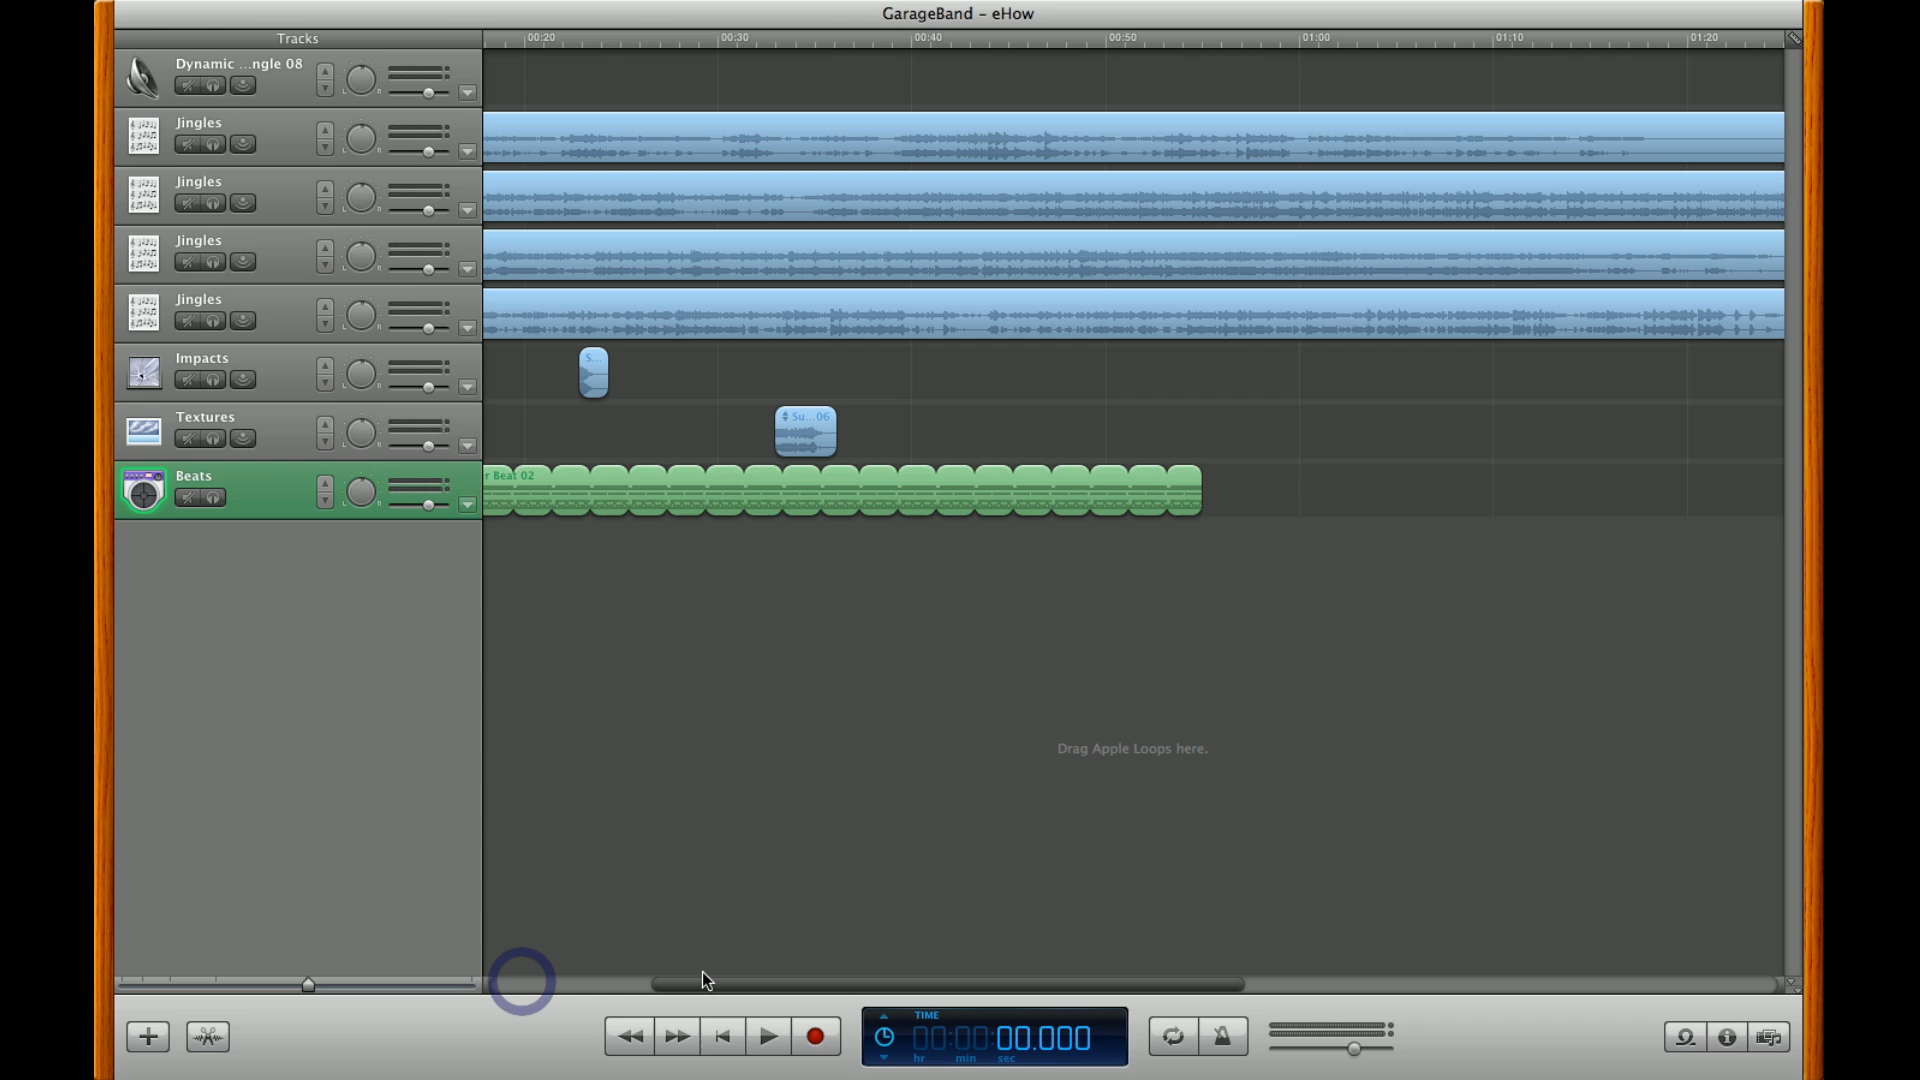 GarageBand – eHow
Tracks
00:20 00:30 00:40 00:50 01:00 01:10 01:20
Dynamic ...ngle 08
L R
Jingles
L R
Jingles
L R
Jingles
L R
Jingles
L R
Impacts
L R
S...
Textures
L R
Su...06
Beats
L R
r Beat 02
Drag Apple Loops here.
TIME
00:00:00.000
hr min sec